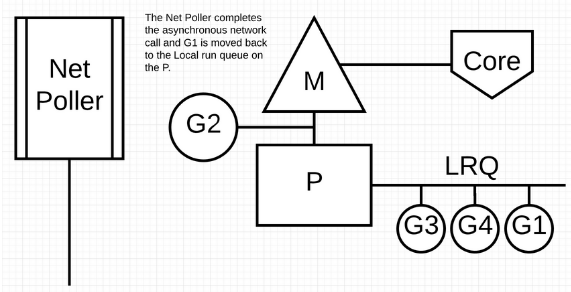 The Net Poller completes
the asynchronous network
call and G1 is moved back
to the Local run queue on
the P.
Net
Poller
M
Core
G2
P
LRQ
G3 G4 G1